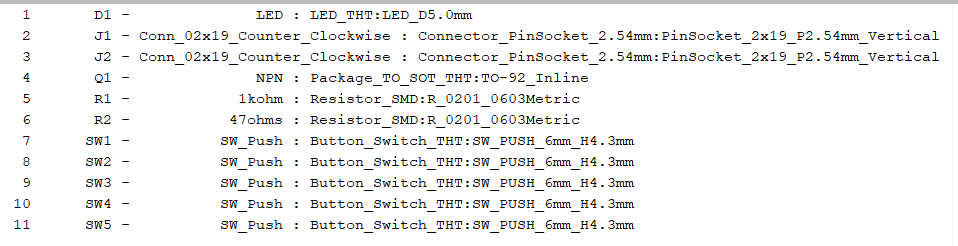 1 D1 - LED : LED_THT:LED_D5.0mm
2 J1 - Conn_02x19_Counter_Clockwise : Connector_PinSocket_2.54mm:PinSocket_2x19_P2.54mm_Vertical
3 J2 - Conn_02x19_Counter_Clockwise : Connector_PinSocket_2.54mm:PinSocket_2x19_P2.54mm_Vertical
4 Q1 - NPN : Package_TO_SOT_THT:TO-92_Inline
5 R1 - 1kohm : Resistor_SMD:R_0201_0603Metric
6 R2 - 47ohms : Resistor_SMD:R_0201_0603Metric
7 SW1 - SW_Push : Button_Switch_THT:SW_PUSH_6mm_H4.3mm
8 SW2 - SW_Push : Button_Switch_THT:SW_PUSH_6mm_H4.3mm
9 SW3 - SW_Push : Button_Switch_THT:SW_PUSH_6mm_H4.3mm
10 SW4 - SW_Push : Button_Switch_THT:SW_PUSH_6mm_H4.3mm
11 SW5 - SW_Push : Button_Switch_THT:SW_PUSH_6mm_H4.3mm